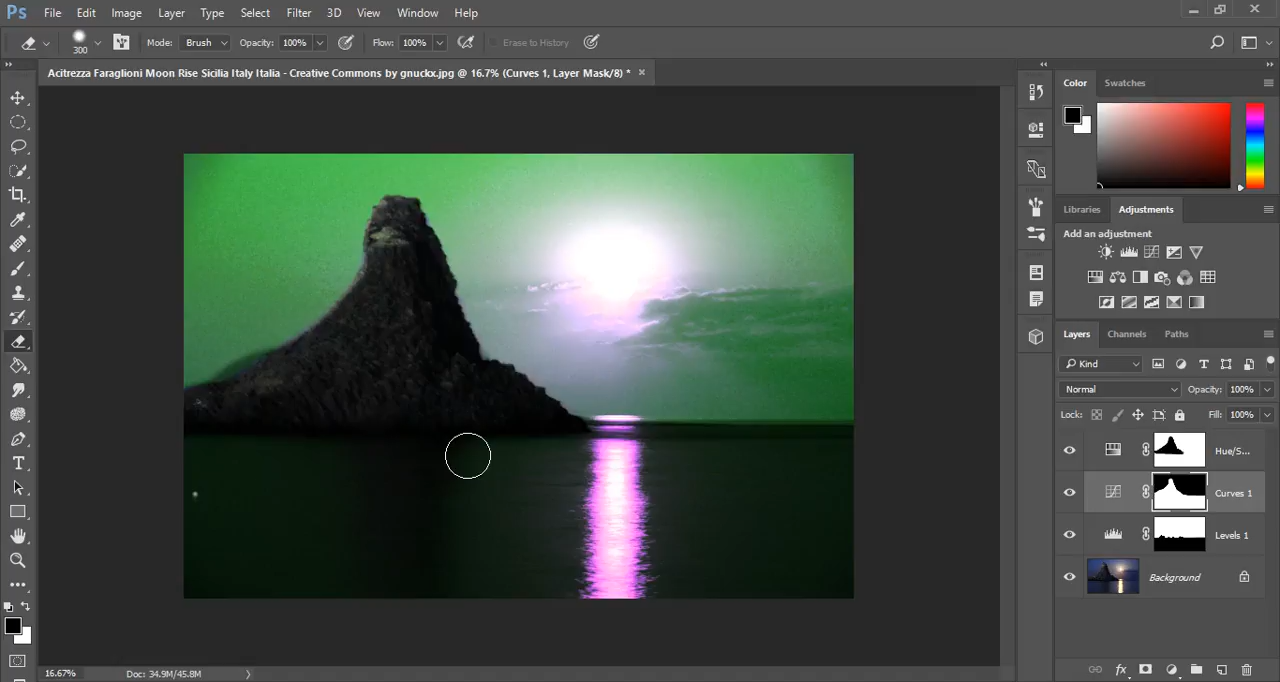 Ps File Edit Image Layer Type Select Filter 3D View Window Help
300 Mode: Brush Opacity: 100% Flow: 100% Erase to History
Acitrezza Faraglioni Moon Rise Sicilia Italy Italia - Creative Commons by gnuckx.jpg @ 16.7% (Curves 1, Layer Mask/8) *
Color Swatches
Libraries Adjustments
Add an adjustment
Layers Channels Paths
Kind
Normal Opacity: 100%
Lock: Fill: 100%
Hue/S...
Curves 1
Levels 1
Background
fx
16.67% Doc: 34.9M/45.8M